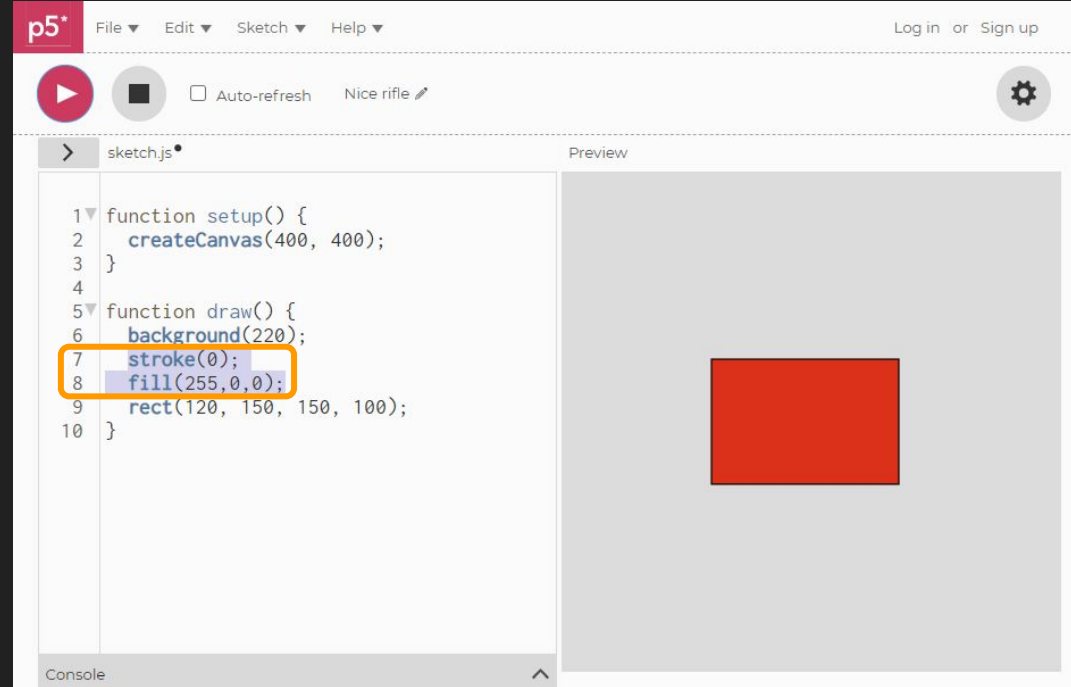 p5* File Edit Sketch Help Log in or Sign up
Auto-refresh Nice rifle
sketch.js Preview
1 function setup() {
2 createCanvas(400, 400);
3 }
4
5 function draw() {
6 background(220);
7 stroke(0);
8 fill(255,0,0);
9 rect(120, 150, 150, 100);
10 }
Console